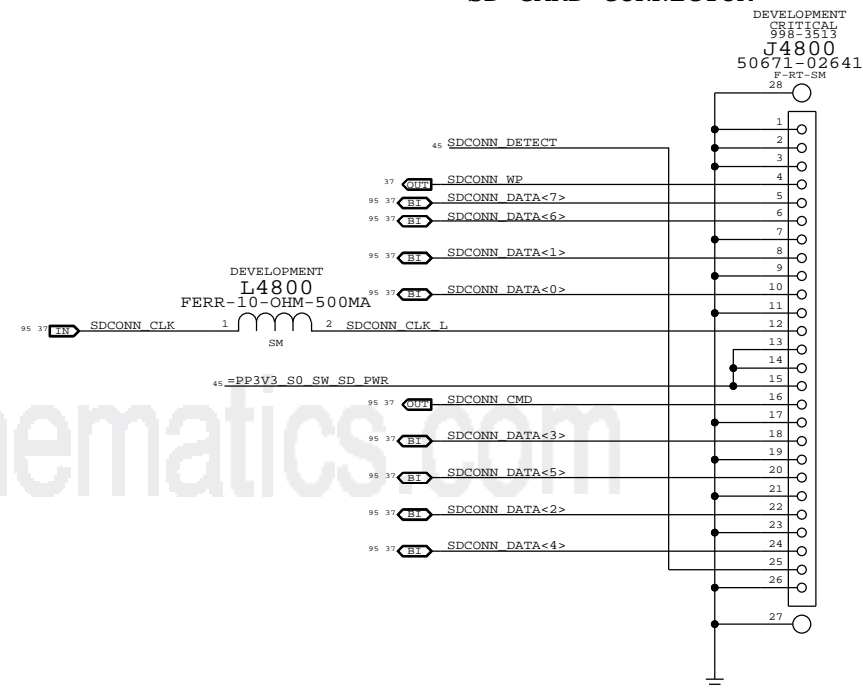 DEVELOPMENT
CRITICAL
998-3513
J4800
50671-02641
F-RT-SM
28
1
45 SDCONN_DETECT
2
3
37 OUT SDCONN_WP 4
95 37 BI SDCONN_DATA<7> 5
95 37 BI SDCONN_DATA<6> 6
7
95 37 BI SDCONN_DATA<1> 8
9
DEVELOPMENT
L4800
FERR-10-OHM-500MA
95 37 BI SDCONN_DATA<0> 10
11
95 37 IN SDCONN_CLK 1 2 SDCONN_CLK_L 12
SM
13
14
45 =PP3V3_S0_SW_SD_PWR 15
95 37 OUT SDCONN_CMD 16
17
95 37 BI SDCONN_DATA<3> 18
19
95 37 BI SDCONN_DATA<5> 20
21
95 37 BI SDCONN_DATA<2> 22
23
95 37 BI SDCONN_DATA<4> 24
25
26
27
hematics.com